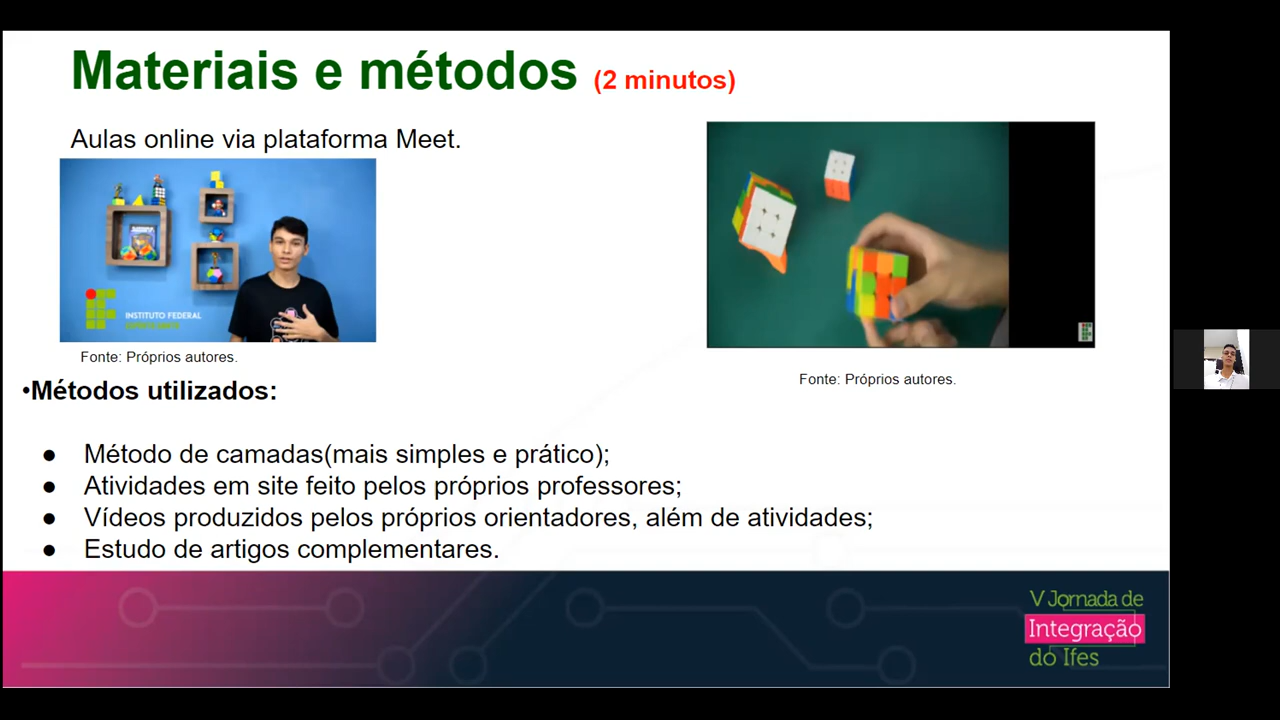 Materiais e métodos (2 minutos)
Aulas online via plataforma Meet.
INSTITUTO FEDERAL
Fonte: Próprios autores.
Fonte: Próprios autores.
•Métodos utilizados:
● Método de camadas(mais simples e prático);
● Atividades em site feito pelos próprios professores;
● Vídeos produzidos pelos próprios orientadores, além de atividades;
● Estudo de artigos complementares.
V Jornada de
Integração
do Ifes